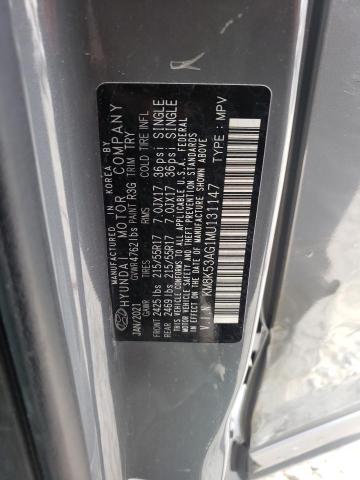 MANUFACTURED IN KOREA BY
HYUNDAI MOTOR COMPANY
JAN/2021 GVWR 4762 lbs PAINT R3G TRIM TRY
GAWR TIRES RIMS COLD TIRE INFL
FRONT 2425 lbs 215/55R17 7.0JX17 36psi SINGLE
REAR 2469 lbs 215/55R17 7.0JX17 36psi SINGLE
THIS VEHICLE CONFORMS TO ALL APPLICABLE U.S.A. FEDERAL
MOTOR VEHICLE SAFETY, BUMPER, AND THEFT PREVENTION
STANDARDS IN EFFECT ON THE DATE OF MANUFACTURE SHOWN ABOVE.
V.I.N : KM8K53AG1MU131147 TYPE : MPV